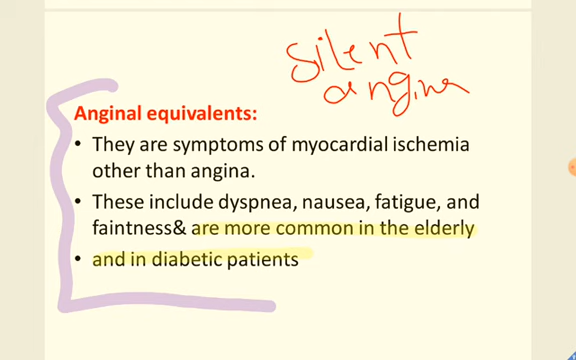 silent
angina
Anginal equivalents:
• They are symptoms of myocardial ischemia
other than angina.
• These include dyspnea, nausea, fatigue, and
faintness& are more common in the elderly
• and in diabetic patients